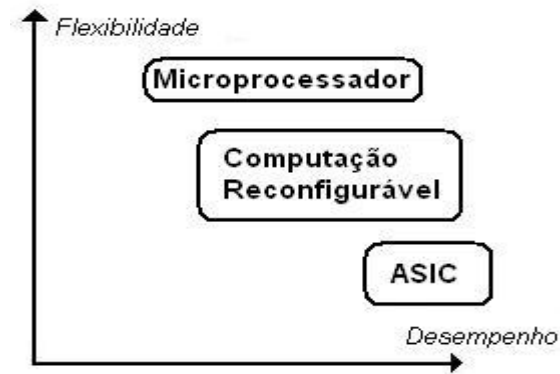 Flexibilidade
Microprocessador
Computação
Reconfigurável
ASIC
Desempenho